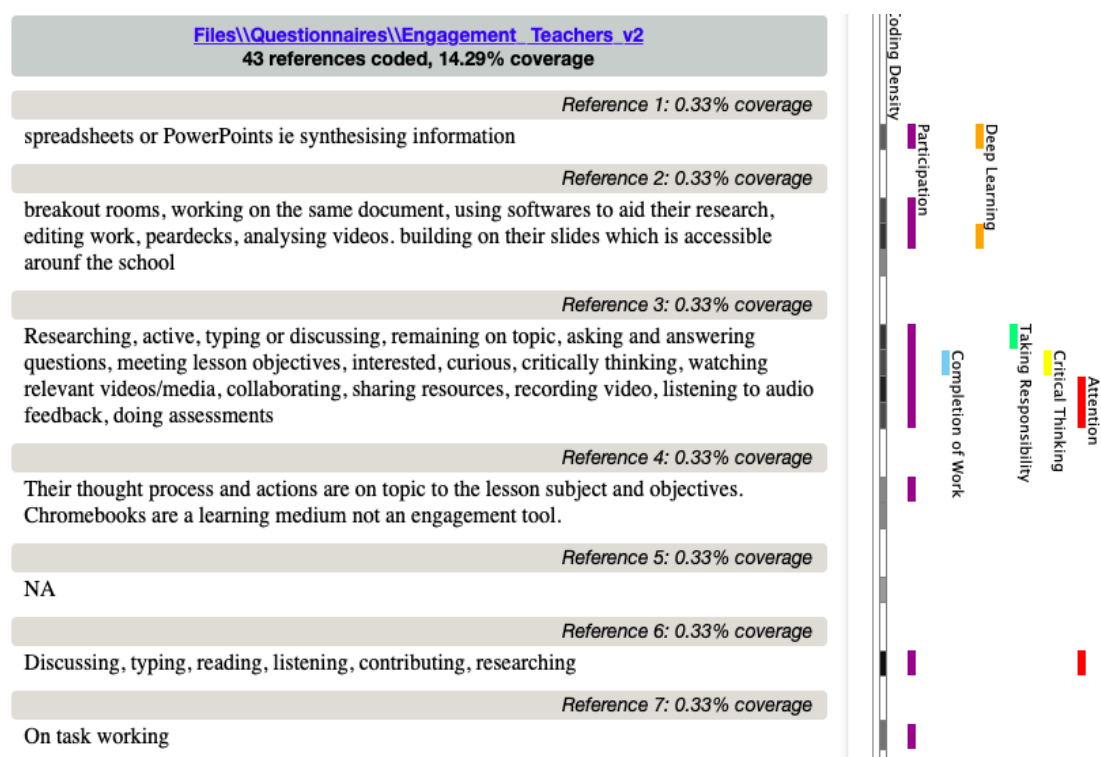 Files\\Questionnaires\\Engagement_Teachers_v2
43 references coded, 14.29% coverage
Reference 1: 0.33% coverage
spreadsheets or PowerPoints ie synthesising information
Reference 2: 0.33% coverage
breakout rooms, working on the same document, using softwares to aid their research,
editing work, peardecks, analysing videos. building on their slides which is accessible
arounf the school
Reference 3: 0.33% coverage
Researching, active, typing or discussing, remaining on topic, asking and answering
questions, meeting lesson objectives, interested, curious, critically thinking, watching
relevant videos/media, collaborating, sharing resources, recording video, listening to audio
feedback, doing assessments
Reference 4: 0.33% coverage
Their thought process and actions are on topic to the lesson subject and objectives.
Chromebooks are a learning medium not an engagement tool.
Reference 5: 0.33% coverage
NA
Reference 6: 0.33% coverage
Discussing, typing, reading, listening, contributing, researching
Reference 7: 0.33% coverage
On task working
Coding Density
Participation
Completion of Work
Deep Learning
Taking Responsibility
Critical Thinking
Attention